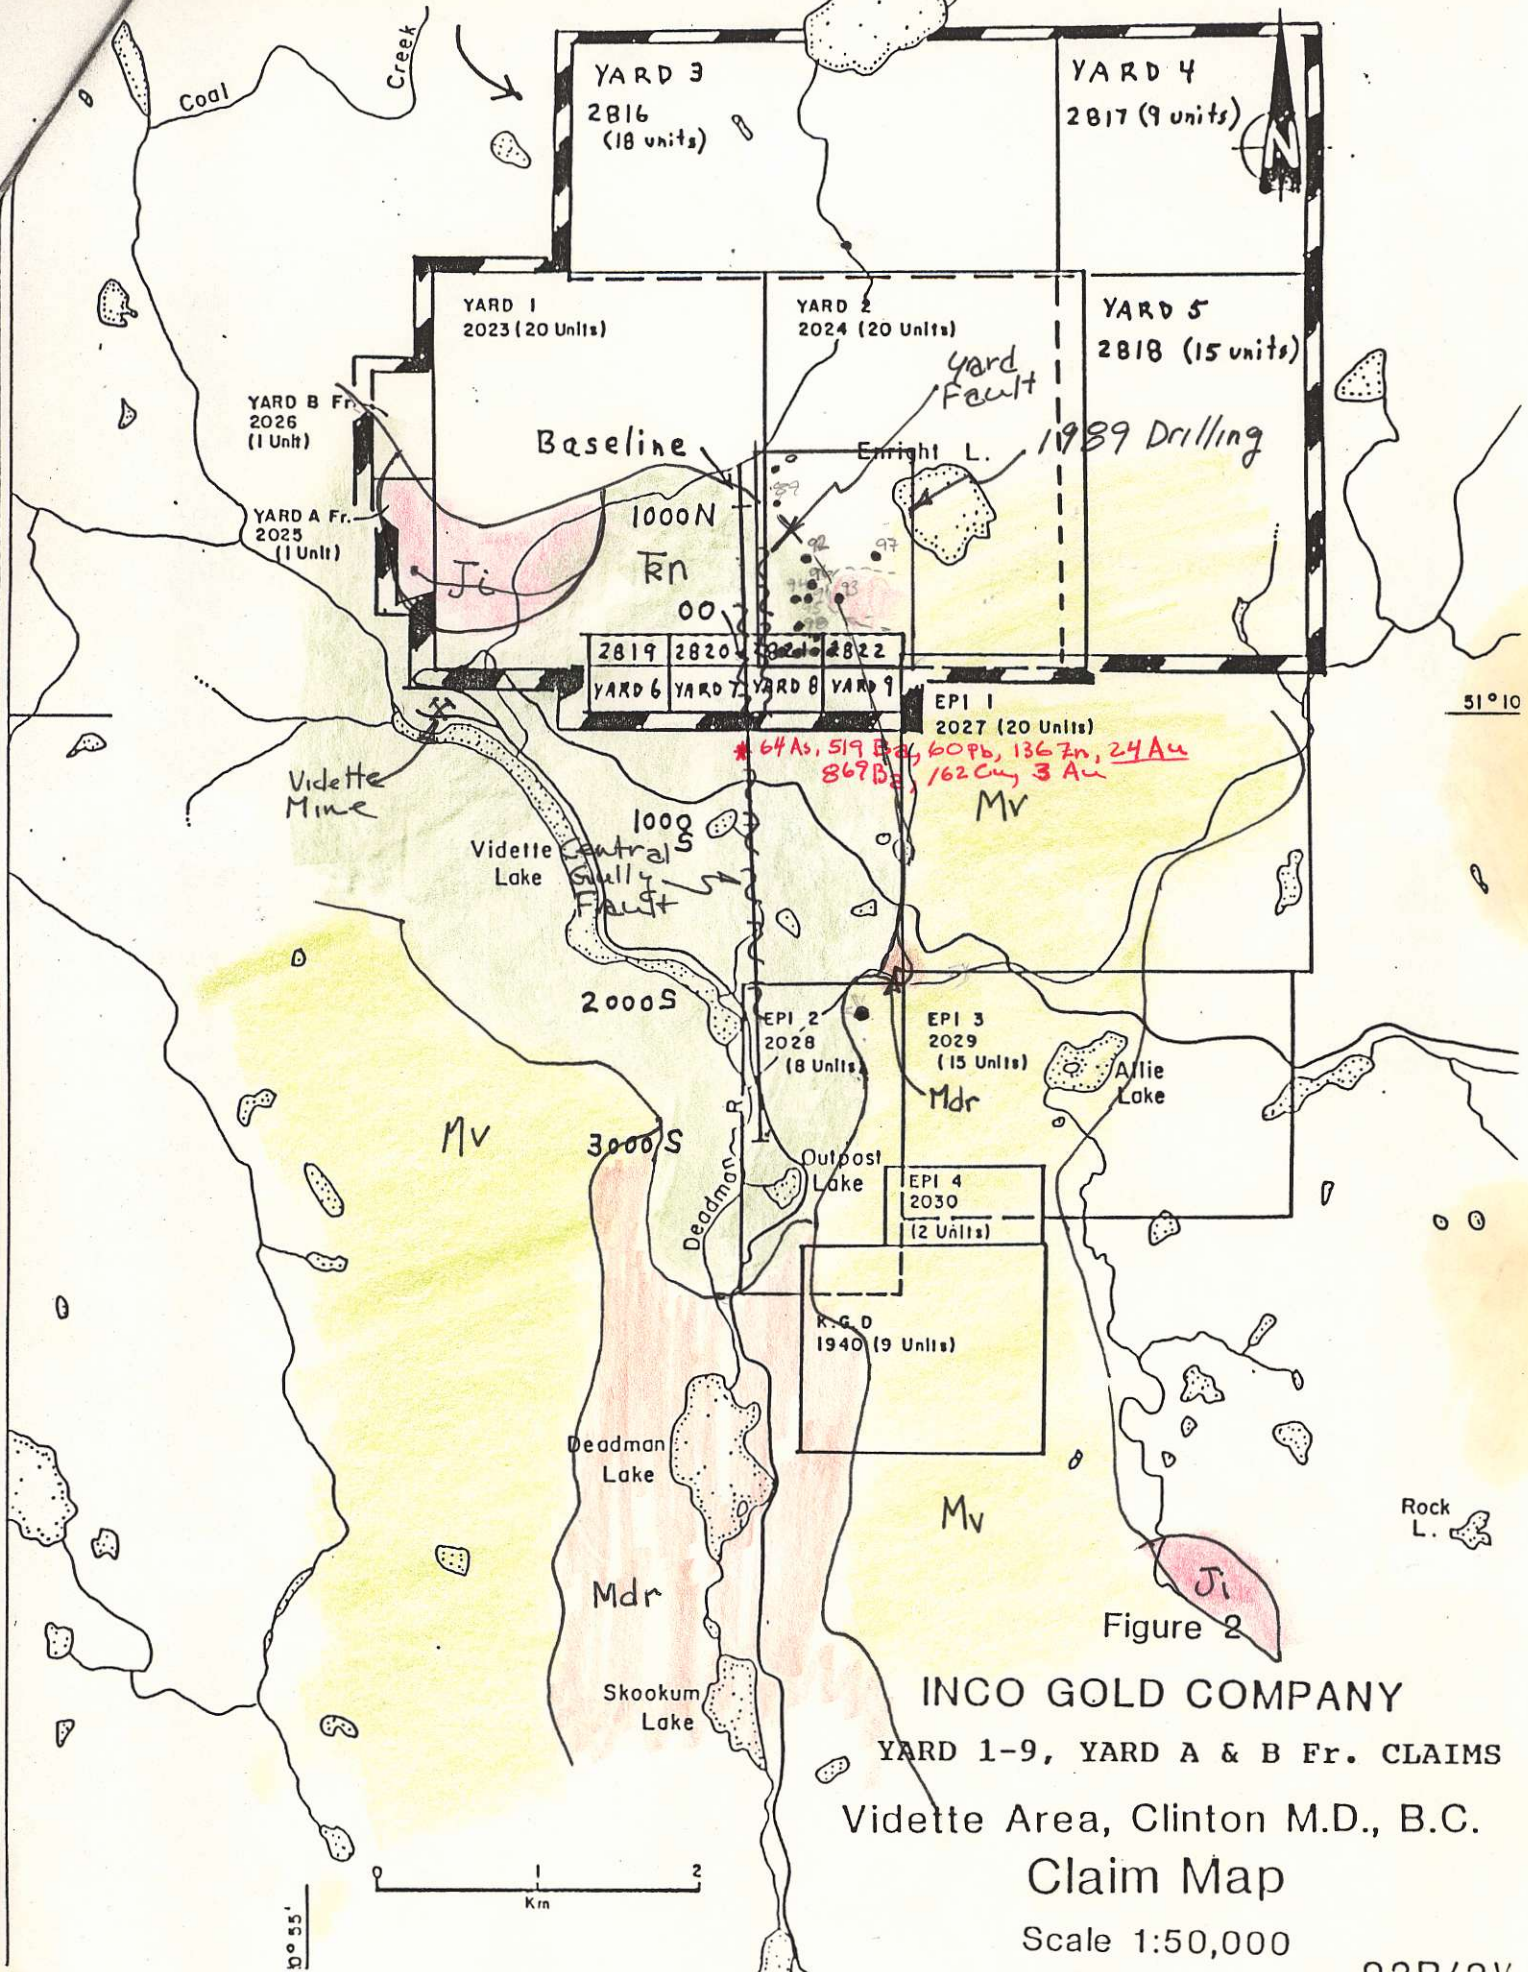 Coal
Creek
YARD 3
2816
(18 units)
YARD 4
2817 (9 units)
N
YARD 1
2023 (20 Units)
YARD 2
2024 (20 Units)
YARD 5
2818 (15 units)
Yard
Fault
YARD B Fr.
2026
(1 Unit)
Baseline
Enright L.
1989 Drilling
89
YARD A Fr.
2025
(1 Unit)
1000N
Ji
TRn
92
97
93
00
2819
2820
2821
2822
YARD 6
YARD 7
YARD 8
YARD 9
EPI 1
2027 (20 Units)
51°10
* 64 As, 519 Ba, 60 Pb, 136 Zn, 24 Au
869 Ba, 162 Cu, 3 Au
Vidette
Mine
Mv
1000
S
Vidette
Lake
Central
Gully
Fault
2000S
EPI 2
2028
(8 Units)
EPI 3
2029
(15 Units)
Allie
Lake
Mdr
Mv
3000S
Deadman R.
Outpost
Lake
EPI 4
2030
(2 Units)
K.G.D
1940 (9 Units)
Deadman
Lake
Mv
Rock
L.
Mdr
Ji
Figure 2
Skookum
Lake
INCO GOLD COMPANY
YARD 1-9, YARD A & B Fr. CLAIMS
Vidette Area, Clinton M.D., B.C.
Claim Map
0 1 2
Km
Scale 1:50,000